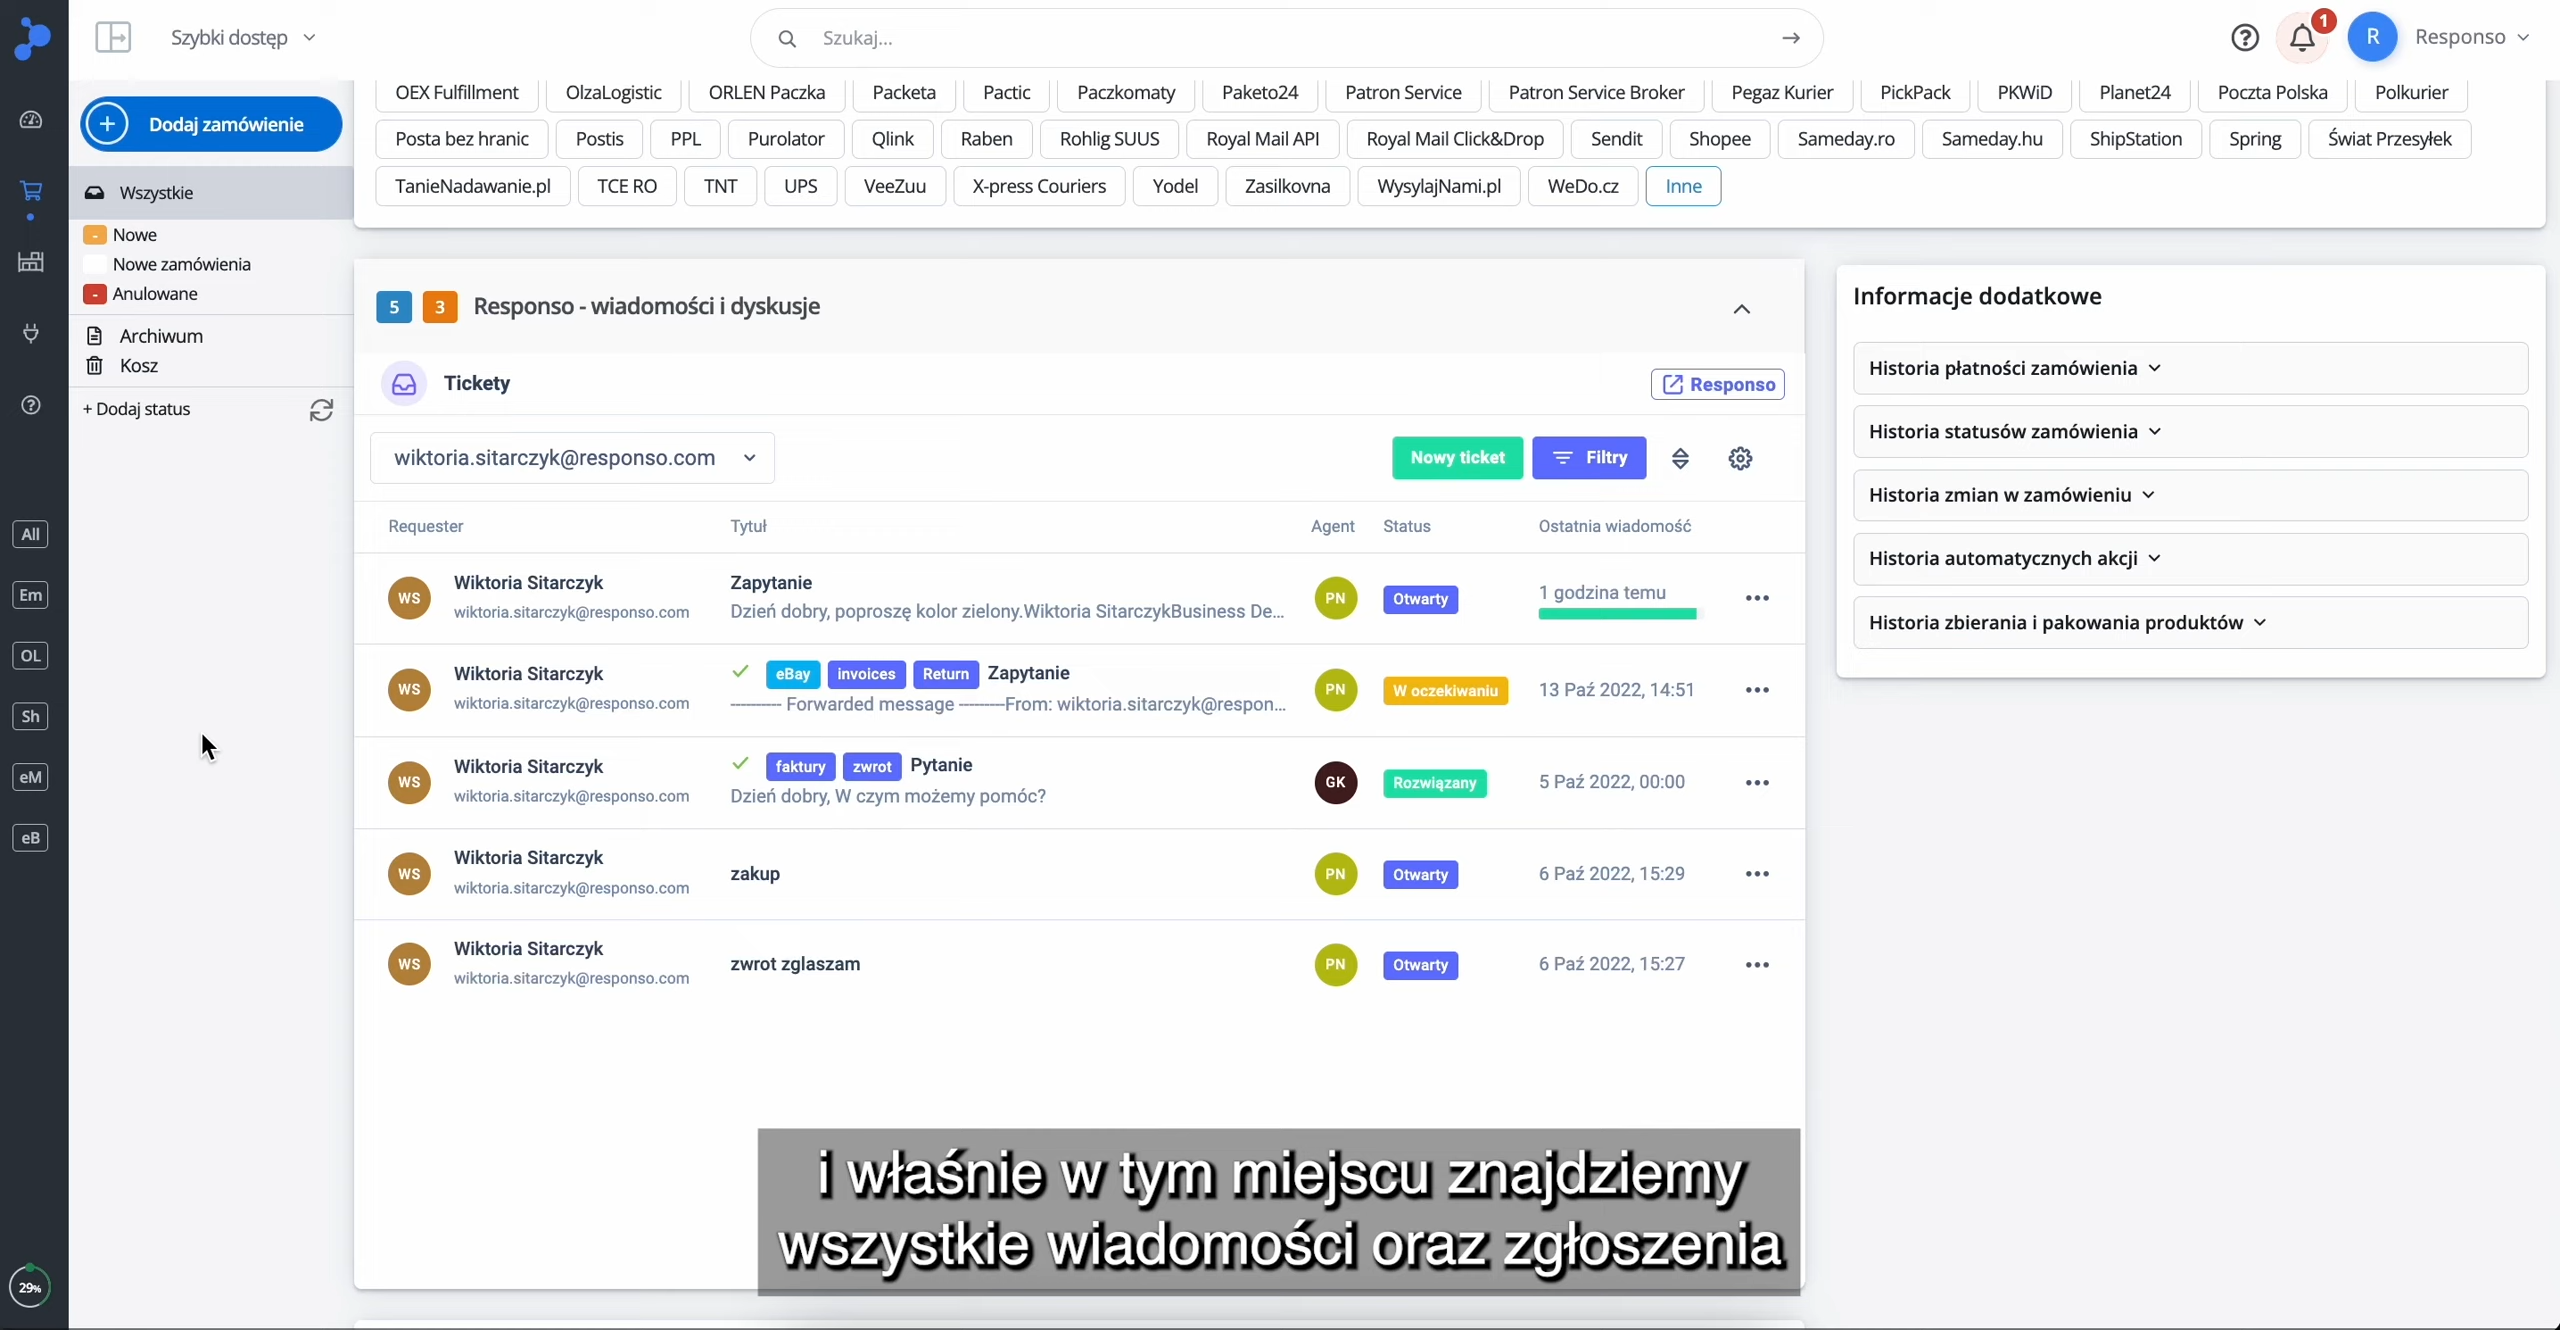 Szybki dostęp
Szukaj...
1
R
Responso
Dodaj zamówienie
Wszystkie
- Nowe
Nowe zamówienia
- Anulowane
Archiwum
Kosz
+ Dodaj status
All
Em
OL
Sh
eM
eB
29%
OEX Fulfillment OlzaLogistic ORLEN Paczka Packeta Pactic Paczkomaty Paketo24 Patron Service Patron Service Broker Pegaz Kurier PickPack PKWiD Planet24 Poczta Polska Polkurier
Posta bez hranic Postis PPL Purolator Qlink Raben Rohlig SUUS Royal Mail API Royal Mail Click&Drop Sendit Shopee Sameday.ro Sameday.hu ShipStation Spring Świat Przesyłek
TanieNadawanie.pl TCE RO TNT UPS VeeZuu X-press Couriers Yodel Zasilkovna WysylajNami.pl WeDo.cz Inne
5 3 Responso - wiadomości i dyskusje
Tickety
Responso
wiktoria.sitarczyk@responso.com
Nowy ticket
Filtry
Requester Tytuł Agent Status Ostatnia wiadomość
WS Wiktoria Sitarczyk
wiktoria.sitarczyk@responso.com
Zapytanie
Dzień dobry, poproszę kolor zielony.Wiktoria SitarczykBusiness De...
PN Otwarty 1 godzina temu
WS Wiktoria Sitarczyk
wiktoria.sitarczyk@responso.com
eBay invoices Return Zapytanie
---------- Forwarded message ---------From: wiktoria.sitarczyk@respon...
PN W oczekiwaniu 13 Paź 2022, 14:51
WS Wiktoria Sitarczyk
wiktoria.sitarczyk@responso.com
faktury zwrot Pytanie
Dzień dobry, W czym możemy pomóc?
GK Rozwiązany 5 Paź 2022, 00:00
WS Wiktoria Sitarczyk
wiktoria.sitarczyk@responso.com
zakup
PN Otwarty 6 Paź 2022, 15:29
WS Wiktoria Sitarczyk
wiktoria.sitarczyk@responso.com
zwrot zglaszam
PN Otwarty 6 Paź 2022, 15:27
Informacje dodatkowe
Historia płatności zamówienia
Historia statusów zamówienia
Historia zmian w zamówieniu
Historia automatycznych akcji
Historia zbierania i pakowania produktów
i właśnie w tym miejscu znajdziemy
wszystkie wiadomości oraz zgłoszenia